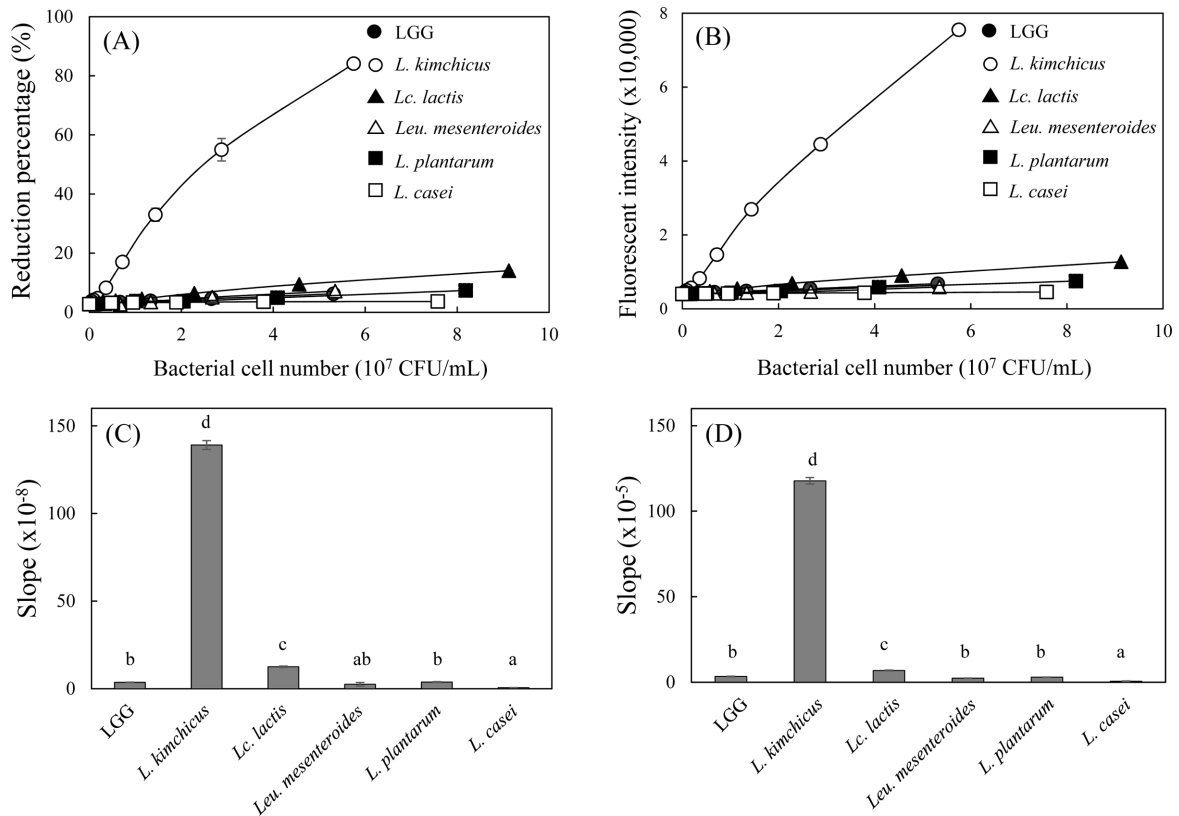 (A)
Reduction percentage (%)
100
80
60
40
20
0
0 2 4 6 8 10
Bacterial cell number (10⁷ CFU/mL)
LGG
L. kimchicus
Lc. lactis
Leu. mesenteroides
L. plantarum
L. casei
(B)
Fluorescent intensity (x10,000)
8
6
4
2
0
0 2 4 6 8 10
Bacterial cell number (10⁷ CFU/mL)
LGG
L. kimchicus
Lc. lactis
Leu. mesenteroides
L. plantarum
L. casei
(C)
Slope (x10⁻⁸)
150
100
50
0
b d c ab b a
LGG
L. kimchicus
Lc. lactis
Leu. mesenteroides
L. plantarum
L. casei
(D)
Slope (x10⁻⁵)
150
100
50
0
b d c b b a
LGG
L. kimchicus
Lc. lactis
Leu. mesenteroides
L. plantarum
L. casei